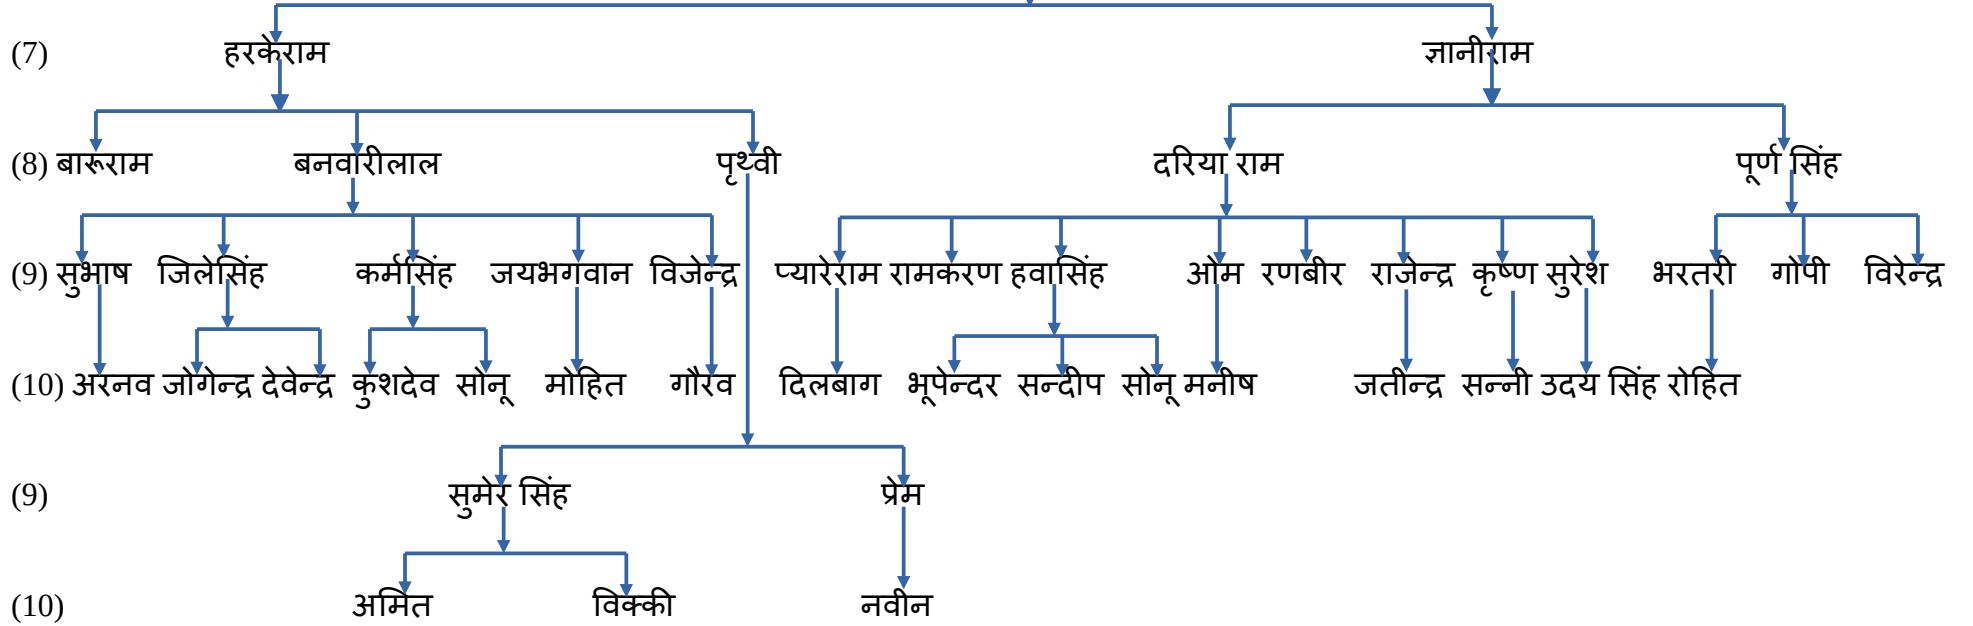 (7) हरकेराम ज्ञानीराम
(8) बारूराम बनवारीलाल पृथ्वी दरिया राम पूर्ण सिंह
(9) सुभाष जिलेसिंह कर्मसिंह जयभगवान विजेन्द्र प्यारेराम रामकरण हवासिंह ओम रणबीर राजेन्द्र कृष्ण सुरेश भरतरी गोपी विरेन्द्र
(10) अरनव जोगेन्द्र देवेन्द्र कुशदेव सोनू मोहित गौरव दिलबाग भूपेन्दर सन्दीप सोनू मनीष जतीन्द्र सन्नी उदय सिंह रोहित
(9) सुमेर सिंह प्रेम
(10) अमित विक्की नवीन